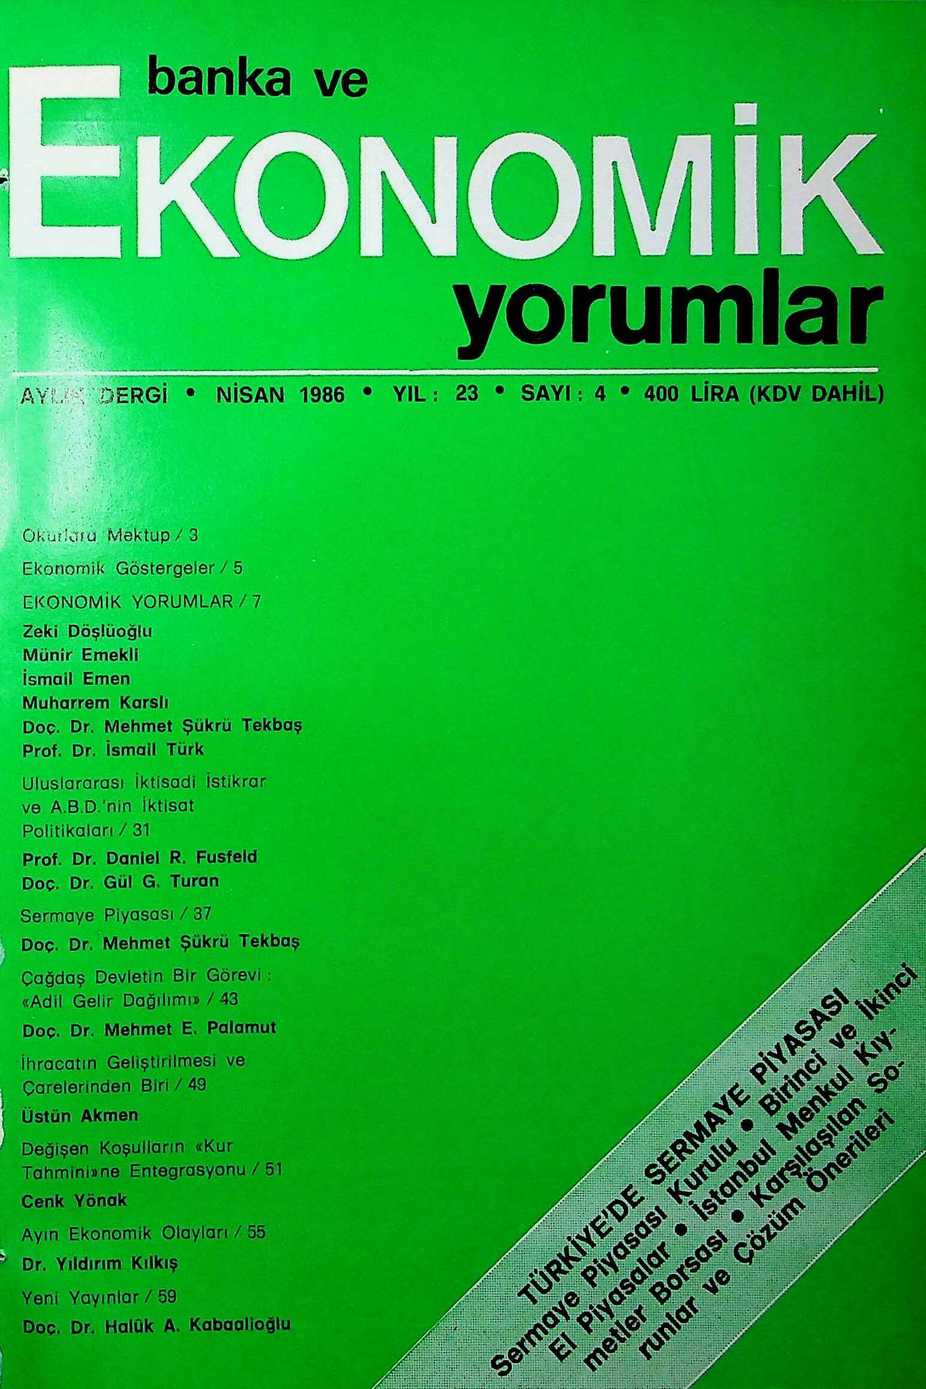 banka ve
EKONOMİK
yorumlar
AYLIK DERGİ • NİSAN 1986 • YIL : 23 • SAYI : 4 • 400 LİRA (KDV DAHİL)
Okurlara Mektup / 3
Ekonomik Göstergeler / 5
EKONOMİK YORUMLAR / 7
Zeki Döşlüoğlu
Münir Emekli
İsmail Emen
Muharrem Karslı
Doç. Dr. Mehmet Şükrü Tekbaş
Prof. Dr. İsmail Türk
Uluslararası İktisadi İstikrar
ve A.B.D.'nin İktisat
Politikaları / 31
Prof. Dr. Daniel R. Fusfeld
Doç. Dr. Gül G. Turan
Sermaye Piyasası / 37
Doç. Dr. Mehmet Şükrü Tekbaş
Çağdaş Devletin Bir Görevi :
«Adil Gelir Dağılımı» / 43
Doç. Dr. Mehmet E. Palamut
İhracatın Geliştirilmesi ve
Çarelerinden Biri / 49
Üstün Akmen
Değişen Koşulların «Kur
Tahmini»ne Entegrasyonu / 51
Cenk Yönak
Ayın Ekonomik Olayları / 55
Dr. Yıldırım Kılkış
Yeni Yayınlar / 59
Doç. Dr. Halûk A. Kabaalioğlu
TÜRKİYE'DE SERMAYE PİYASASI
Sermaye Piyasası Kurulu • Birinci ve İkinci
El Piyasalar • İstanbul Menkul Kıy-
metler Borsası • Karşılaşılan So-
runlar ve Çözüm Önerileri